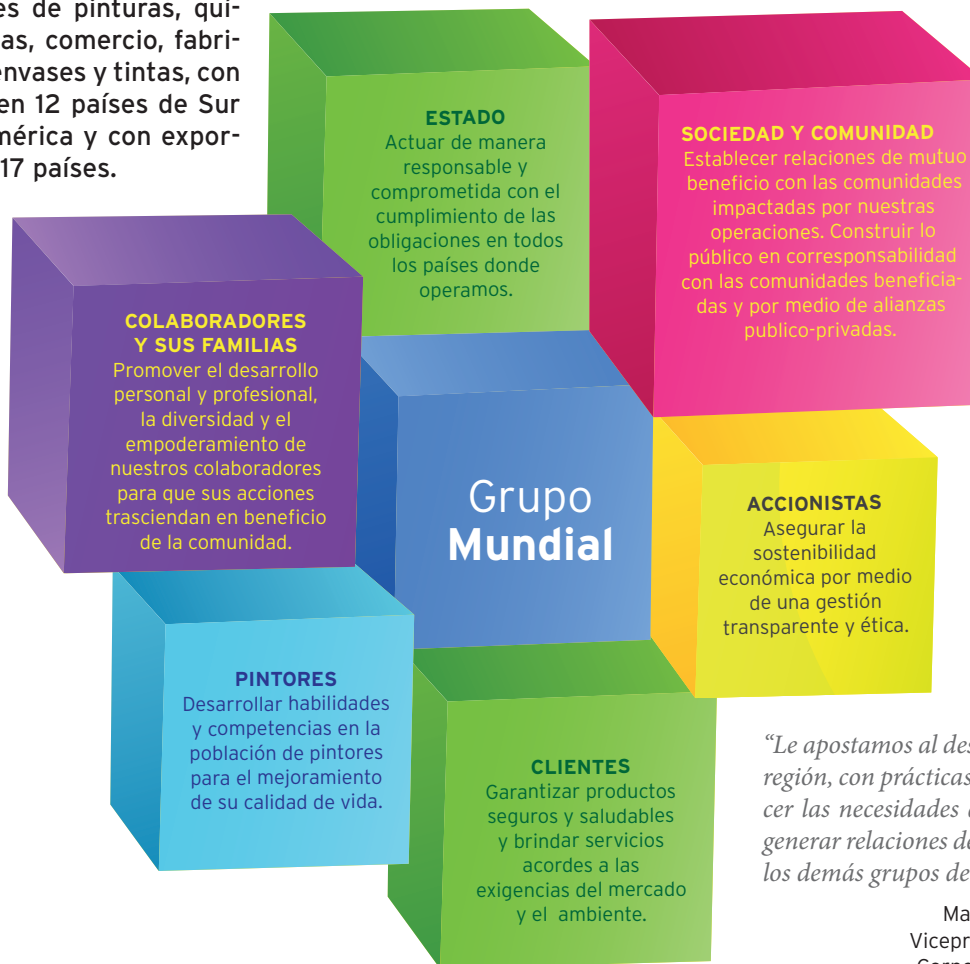 es de pinturas, quí-
as, comercio, fabri-
envases y tintas, con
en 12 países de Sur
mérica y con expor-
17 países.
ESTADO
Actuar de manera
responsable y
comprometida con el
cumplimiento de las
obligaciones en todos
los países donde
operamos.
SOCIEDAD Y COMUNIDAD
Establecer relaciones de mutuo
beneficio con las comunidades
impactadas por nuestras
operaciones. Construir lo
público en corresponsabilidad
con las comunidades beneficia-
das y por medio de alianzas
publico-privadas.
COLABORADORES
Y SUS FAMILIAS
Promover el desarrollo
personal y profesional,
la diversidad y el
empoderamiento de
nuestros colaboradores
para que sus acciones
trasciendan en beneficio
de la comunidad.
Grupo
Mundial
ACCIONISTAS
Asegurar la
sostenibilidad
económica por medio
de una gestión
transparente y ética.
PINTORES
Desarrollar habilidades
y competencias en la
población de pintores
para el mejoramiento
de su calidad de vida.
CLIENTES
Garantizar productos
seguros y saludables
y brindar servicios
acordes a las
exigencias del mercado
y el ambiente.
“Le apostamos al des
región, con prácticas
cer las necesidades
generar relaciones d
los demás grupos de
Ma
Vicepr